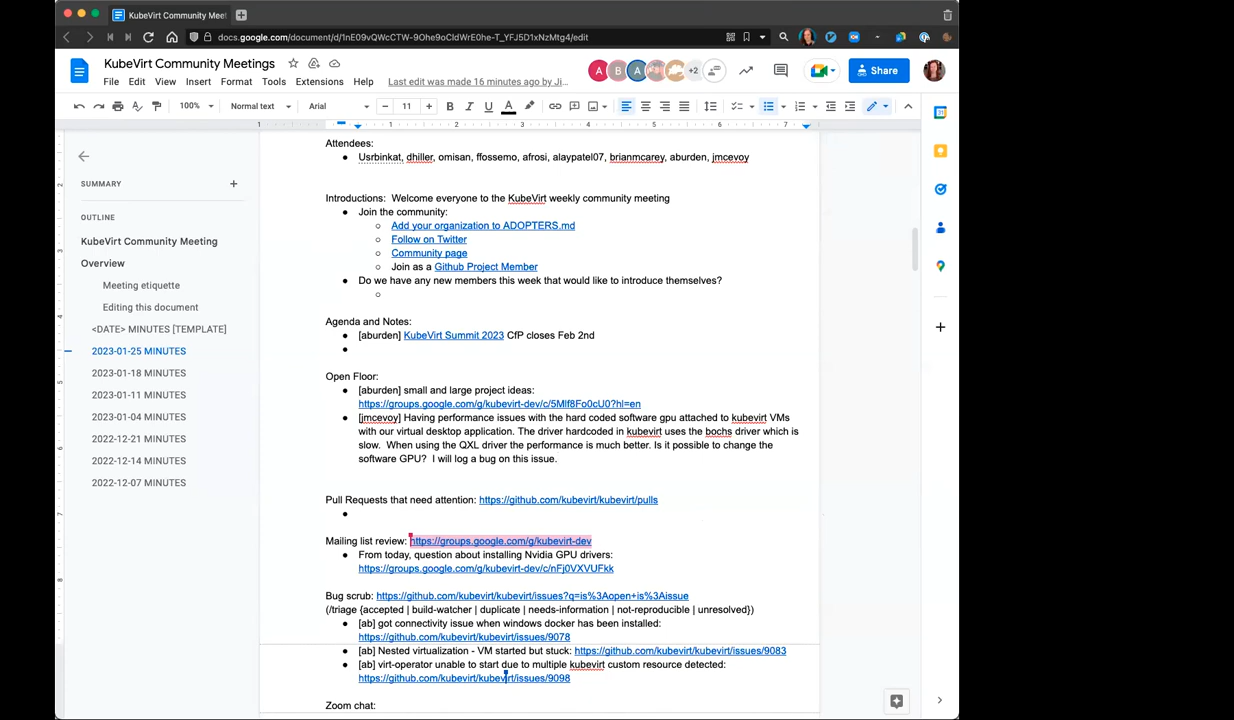 KubeVirt Community Meet
docs.google.com/document/d/1nE09vQWcCTW-9Ohe9oCldWrE0he-T_YFJ5D1xNzMtg4/edit
KubeVirt Community Meetings
File Edit View Insert Format Tools Extensions Help Last edit was made 16 minutes ago by Ji...
A B A +2
Share
100% Normal text Arial 11
1 1 2 3 4 5 6 7
SUMMARY
OUTLINE
KubeVirt Community Meeting
Overview
Meeting etiquette
Editing this document
<DATE> MINUTES [TEMPLATE]
2023-01-25 MINUTES
2023-01-18 MINUTES
2023-01-11 MINUTES
2023-01-04 MINUTES
2022-12-21 MINUTES
2022-12-14 MINUTES
2022-12-07 MINUTES
Attendees:
Usrbinkat, dhiller, omisan, ffossemo, afrosi, alaypatel07, brianmcarey, aburden, jmcevoy
Introductions: Welcome everyone to the KubeVirt weekly community meeting
Join the community:
Add your organization to ADOPTERS.md
Follow on Twitter
Community page
Join as a Github Project Member
Do we have any new members this week that would like to introduce themselves?
Agenda and Notes:
[aburden] KubeVirt Summit 2023 CfP closes Feb 2nd
Open Floor:
[aburden] small and large project ideas:
https://groups.google.com/g/kubevirt-dev/c/5Mlf8Fo0cU0?hl=en
[jmcevoy] Having performance issues with the hard coded software gpu attached to kubevirt VMs
with our virtual desktop application. The driver hardcoded in kubevirt uses the bochs driver which is
slow. When using the QXL driver the performance is much better. Is it possible to change the
software GPU? I will log a bug on this issue.
Pull Requests that need attention: https://github.com/kubevirt/kubevirt/pulls
Mailing list review: https://groups.google.com/g/kubevirt-dev
From today, question about installing Nvidia GPU drivers:
https://groups.google.com/g/kubevirt-dev/c/nFj0VXVUFkk
Bug scrub: https://github.com/kubevirt/kubevirt/issues?q=is%3Aopen+is%3Aissue
(/triage {accepted | build-watcher | duplicate | needs-information | not-reproducible | unresolved})
[ab] got connectivity issue when windows docker has been installed:
https://github.com/kubevirt/kubevirt/issues/9078
[ab] Nested virtualization - VM started but stuck: https://github.com/kubevirt/kubevirt/issues/9083
[ab] virt-operator unable to start due to multiple kubevirt custom resource detected:
https://github.com/kubevirt/kubevirt/issues/9098
Zoom chat: